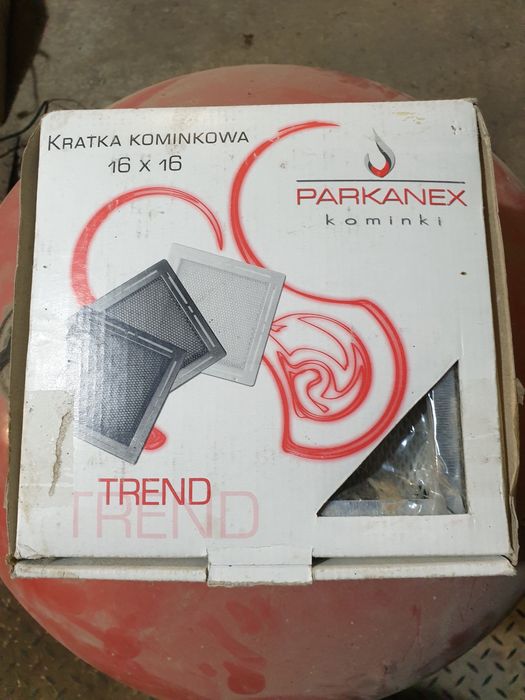 KRATKA KOMINKOWA
16 x 16
PARKANEX
kominki
TREND
TREND